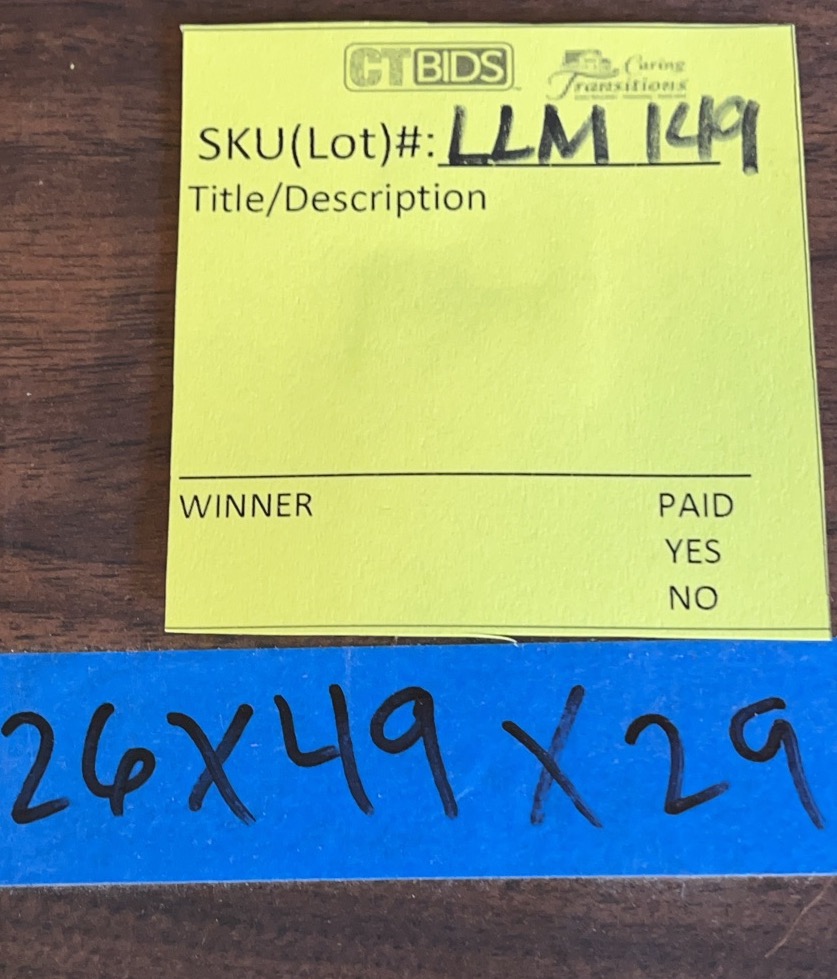 CTBIDS
Caring
Transitions
SKU(Lot)#: LLM 149
Title/Description
WINNER PAID
YES
NO
26X49X29